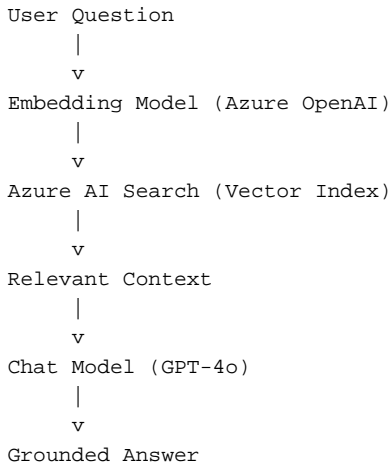 User Question
|
v
Embedding Model (Azure OpenAI)
|
v
Azure AI Search (Vector Index)
|
v
Relevant Context
|
v
Chat Model (GPT-4o)
|
v
Grounded Answer